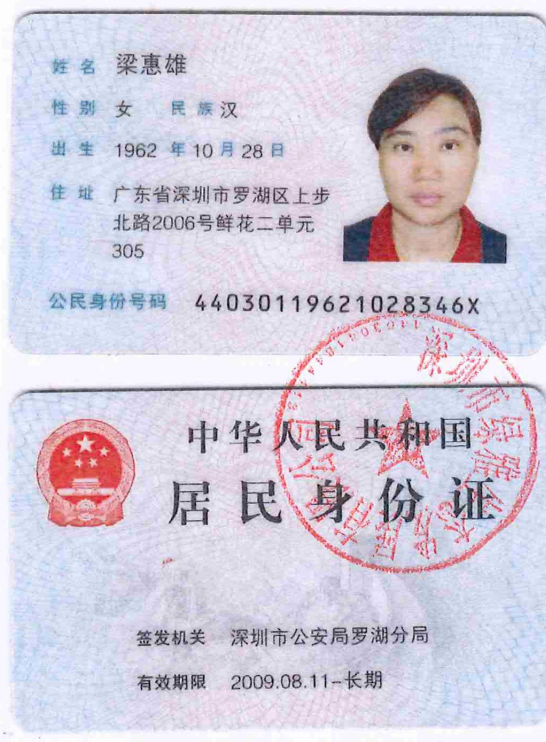 姓名 梁惠雄
性别 女 民族 汉
出生 1962 年 10 月 28 日
住址 广东省深圳市罗湖区上步
北路2006号鲜花二单元
305
公民身份号码 44030119621028346X
深圳市
中华人民共和国
居民身份证
签发机关 深圳市公安局罗湖分局
有效期限 2009.08.11-长期